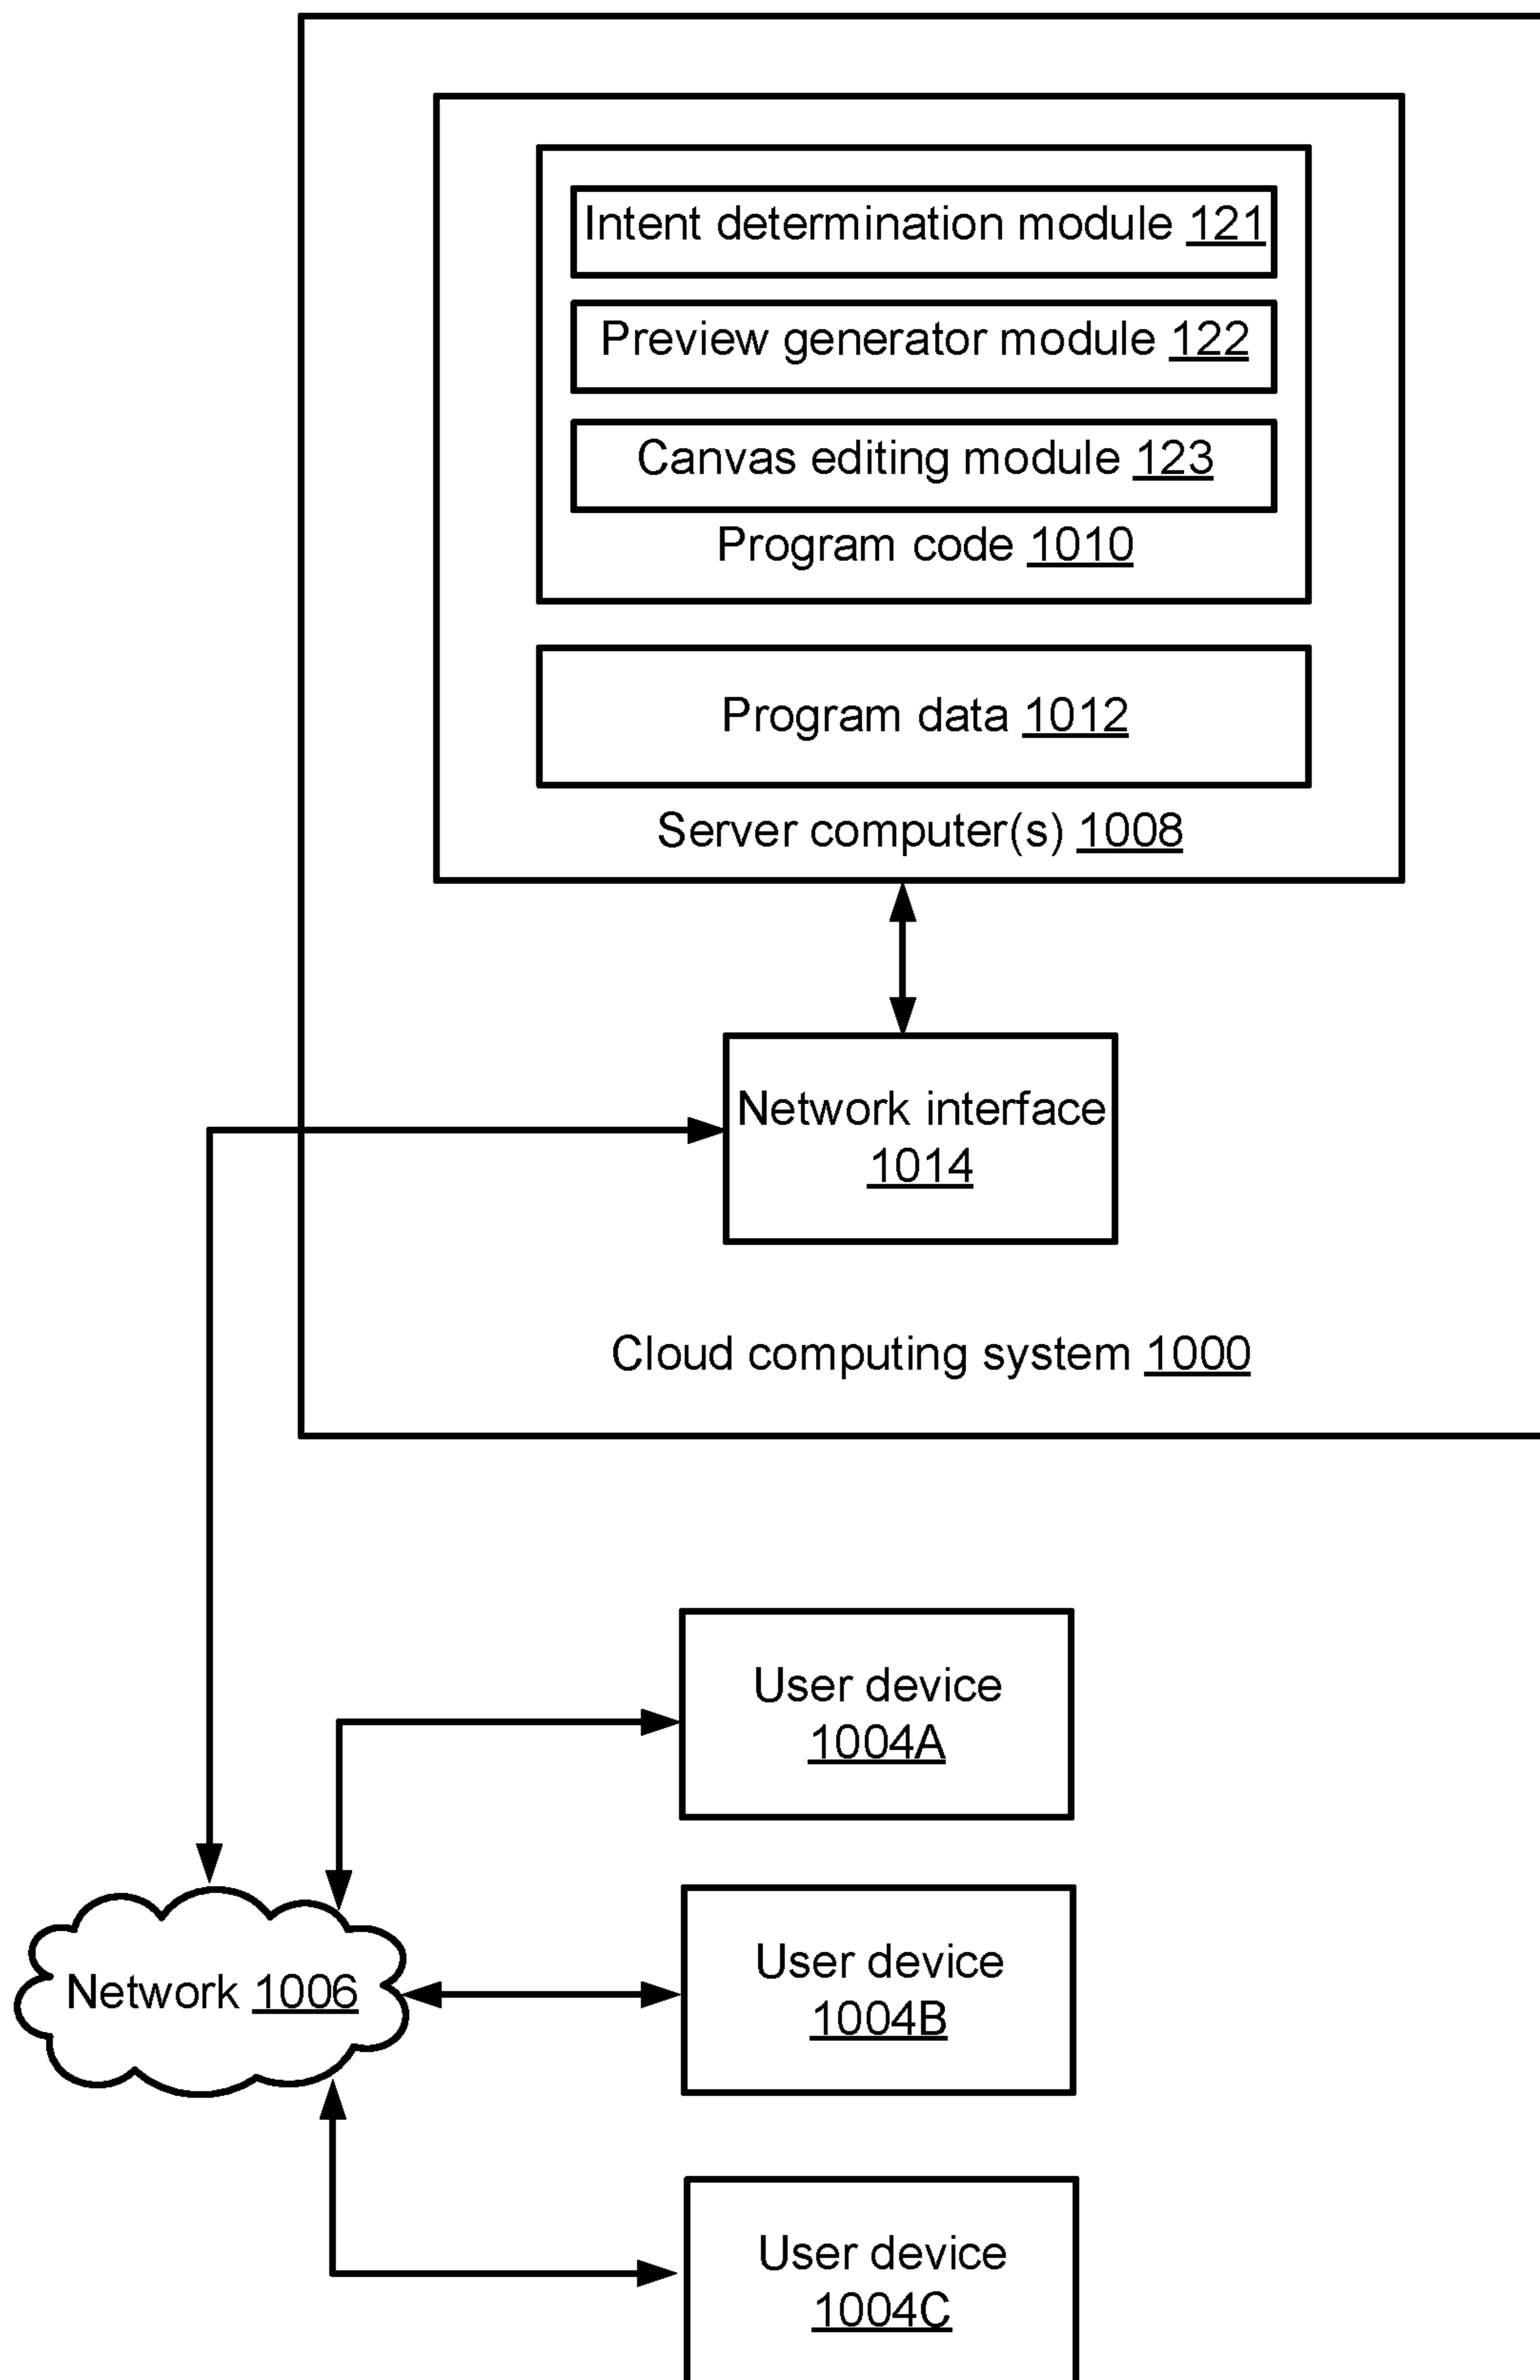 Intent determination module 121
Preview generator module 122
Canvas editing module 123
Program code 1010
Program data 1012
Server computer(s) 1008
Network interface
1014
Cloud computing system 1000
User device
1004A
User device
1004B
Network 1006
User device
1004C